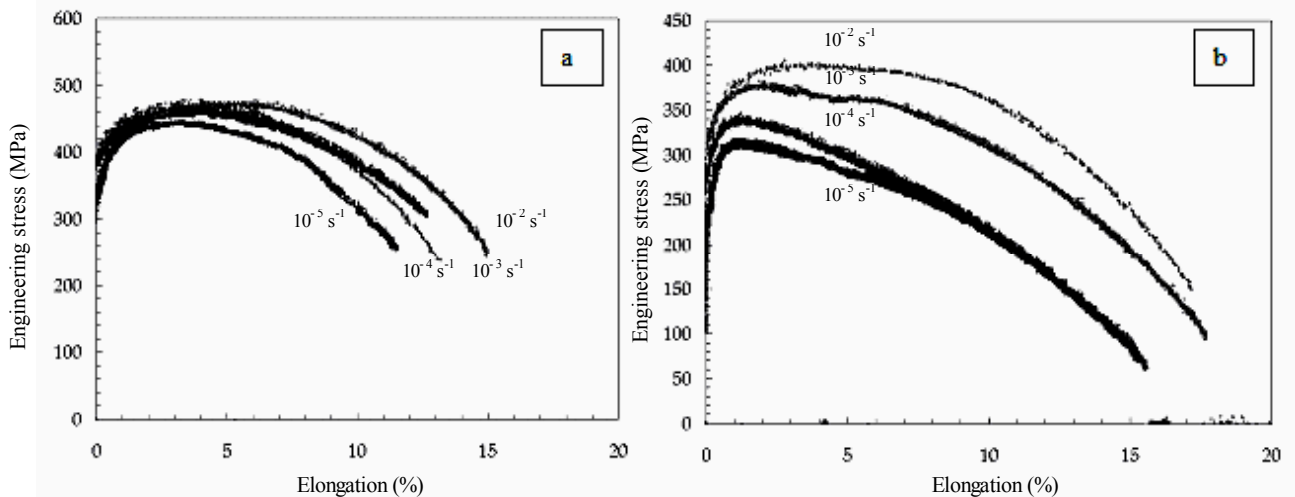 600
500
400
300
200
100
0
0 5 10 15 20
Engineering stress (MPa)
Elongation (%)
a
10⁻⁵ s⁻¹
10⁻² s⁻¹
10⁻⁴ s⁻¹
10⁻³ s⁻¹
450
400
350
300
250
200
150
100
50
0
0 5 10 15 20
Engineering stress (MPa)
Elongation (%)
b
10⁻² s⁻¹
10⁻³ s⁻¹
10⁻⁴ s⁻¹
10⁻⁵ s⁻¹